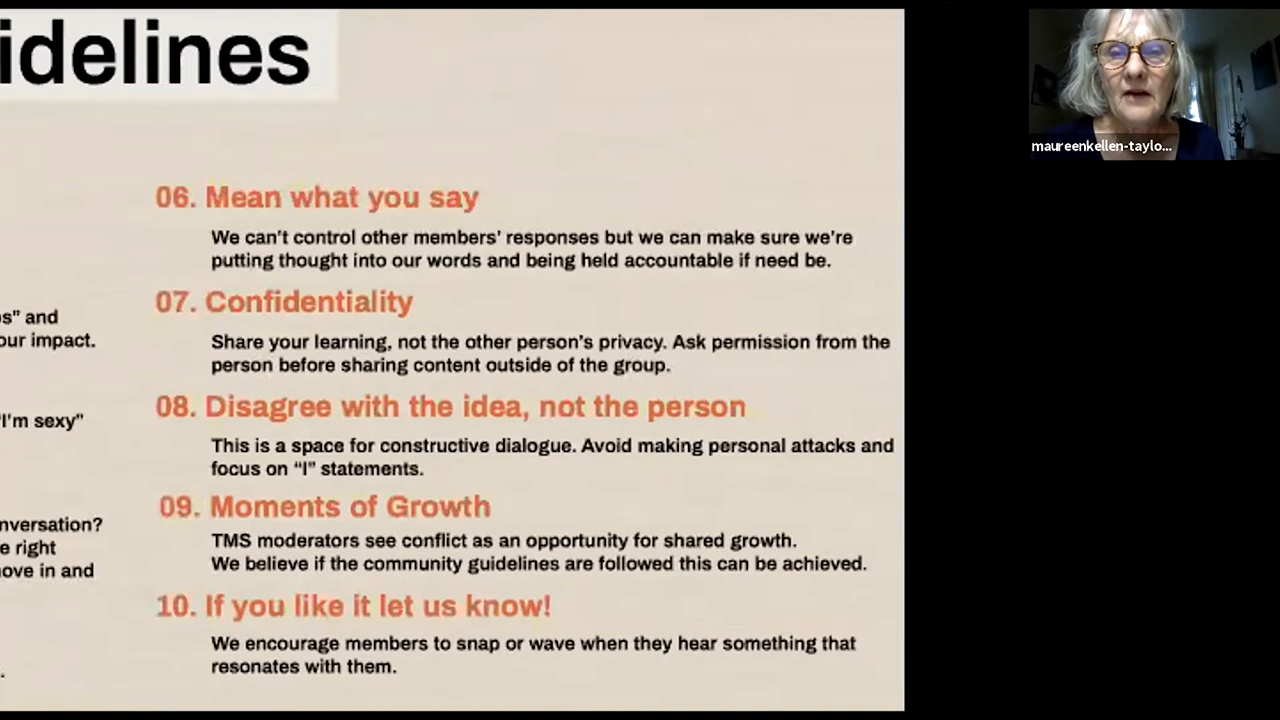 idelines
06. Mean what you say
We can't control other members' responses but we can make sure we're
putting thought into our words and being held accountable if need be.
07. Confidentiality
s" and
our impact.
Share your learning, not the other person's privacy. Ask permission from the
person before sharing content outside of the group.
08. Disagree with the idea, not the person
"I'm sexy"
This is a space for constructive dialogue. Avoid making personal attacks and
focus on “I” statements.
09. Moments of Growth
nversation?
e right
ove in and
TMS moderators see conflict as an opportunity for shared growth.
We believe if the community guidelines are followed this can be achieved.
10. If you like it let us know!
We encourage members to snap or wave when they hear something that
resonates with them.
maureenkellen-taylo...